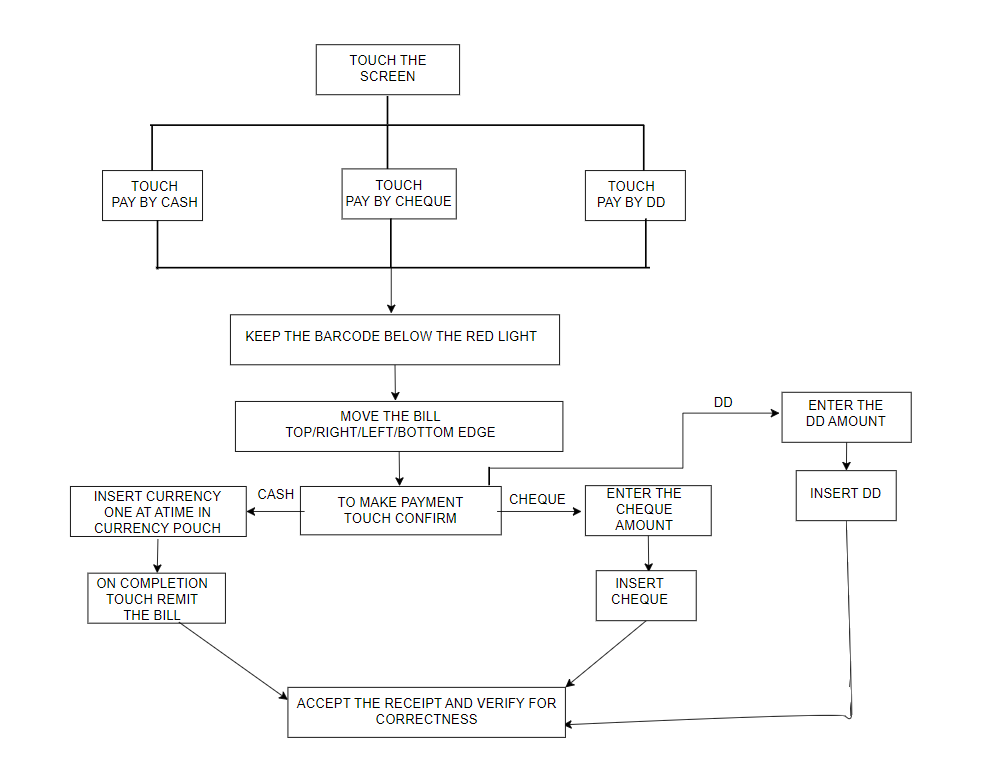 TOUCH THE
SCREEN
TOUCH
PAY BY CASH
TOUCH
PAY BY CHEQUE
TOUCH
PAY BY DD
KEEP THE BARCODE BELOW THE RED LIGHT
MOVE THE BILL
TOP/RIGHT/LEFT/BOTTOM EDGE
DD
ENTER THE
DD AMOUNT
INSERT DD
TO MAKE PAYMENT
TOUCH CONFIRM
CASH
INSERT CURRENCY
ONE AT ATIME IN
CURRENCY POUCH
ON COMPLETION
TOUCH REMIT
THE BILL
CHEQUE
ENTER THE
CHEQUE
AMOUNT
INSERT
CHEQUE
ACCEPT THE RECEIPT AND VERIFY FOR
CORRECTNESS